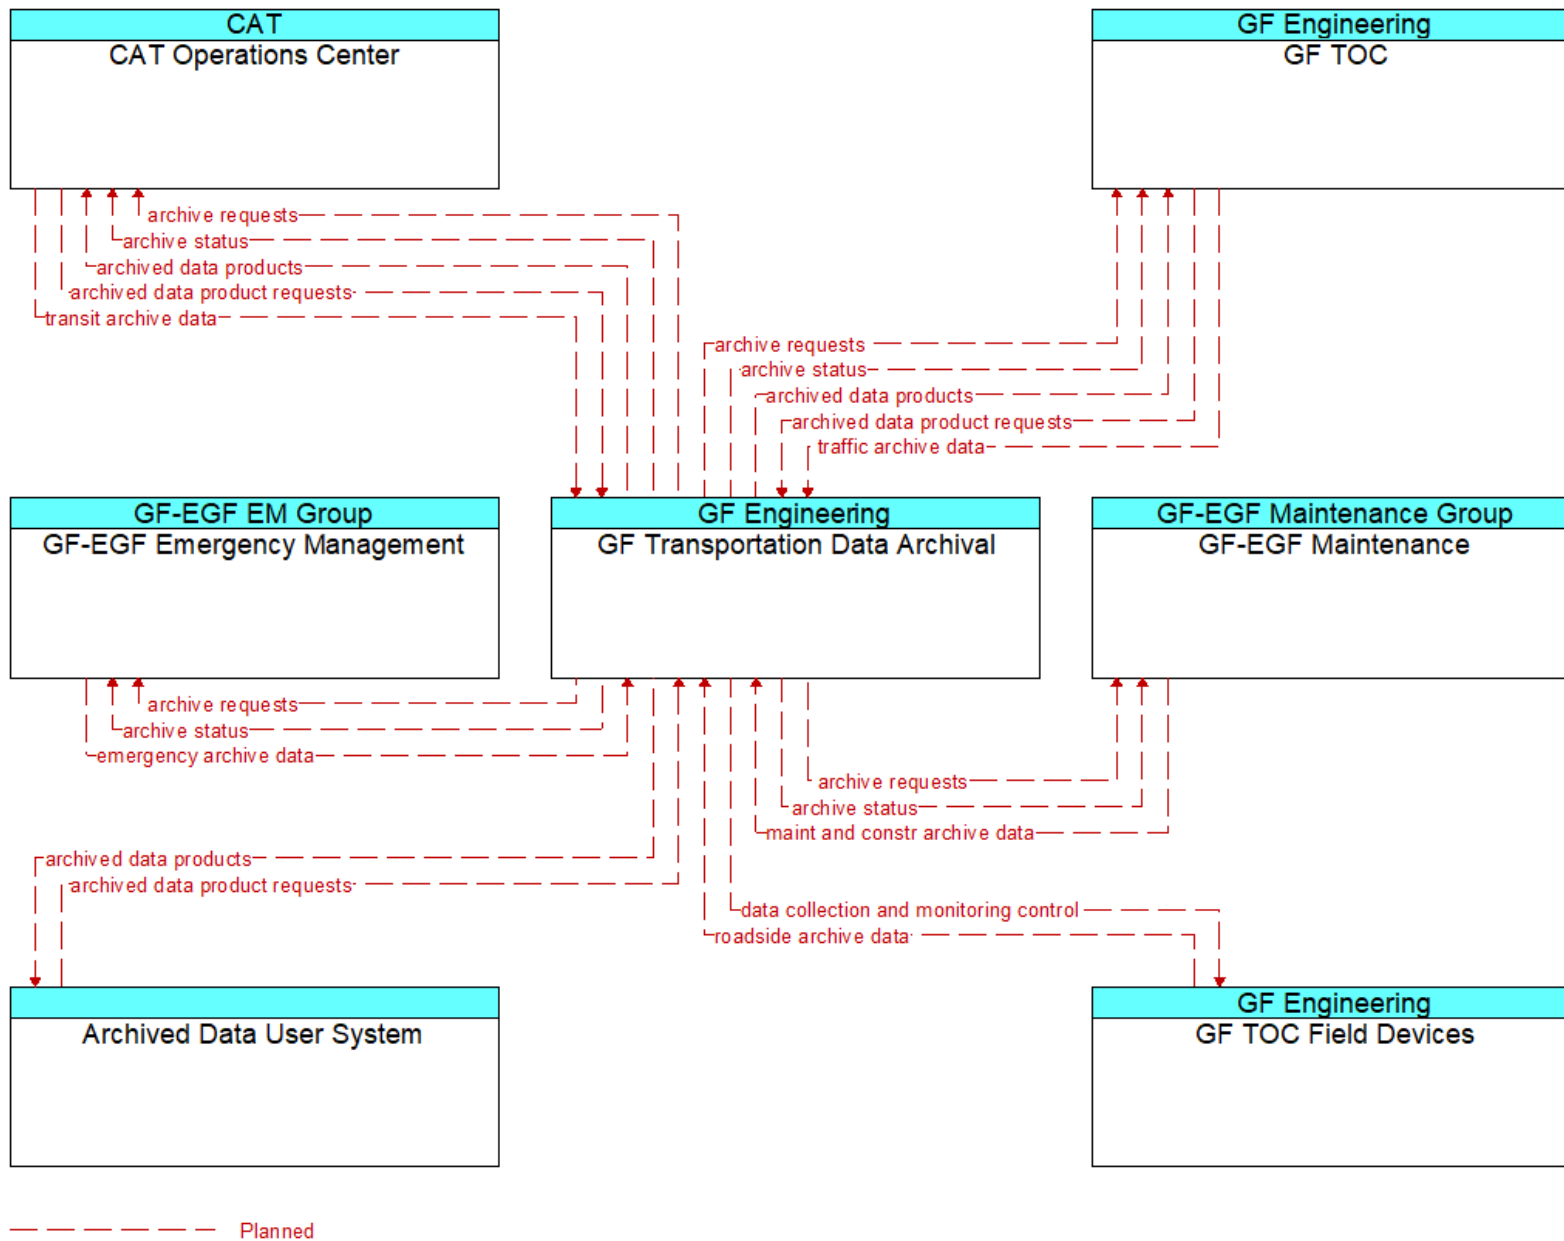 CAT
CAT Operations Center
GF Engineering
GF TOC
archive requests
archive status
archived data products
archived data product requests
transit archive data
archive requests
archive status
archived data products
archived data product requests
traffic archive data
GF-EGF EM Group
GF-EGF Emergency Management
GF Engineering
GF Transportation Data Archival
GF-EGF Maintenance Group
GF-EGF Maintenance
archive requests
archive status
emergency archive data
archive requests
archive status
maint and constr archive data
archived data products
archived data product requests
data collection and monitoring control
roadside archive data
Archived Data User System
GF Engineering
GF TOC Field Devices
Planned